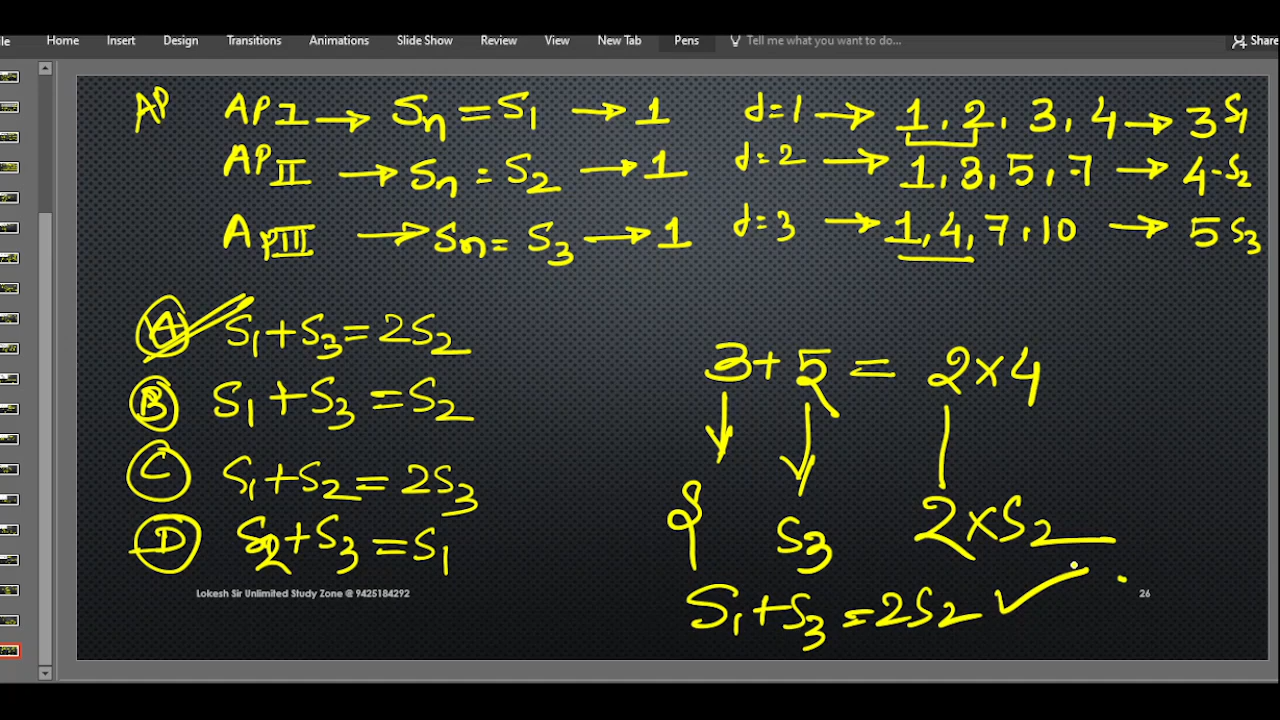 Home Insert Design Transitions Animations Slide Show Review View New Tab Pens Tell me what you want to do... Share
AP AP I → Sn = S1 → 1 d=1 → 1, 2, 3, 4 → 3 S1
AP II → Sn = S2 → 1 d=2 → 1, 3, 5, 7 → 4 S2
AP III → Sn = S3 → 1 d=3 → 1, 4, 7, 10 → 5 S3
A S1+S3=2S2
B S1+S3=S2
C S1+S2=2S3
D S2+S3=S1
3+5=2×4
S3 2×S2
S1+S3=2S2 ✓
Lokesh Sir Unlimited Study Zone @ 9425184292
26